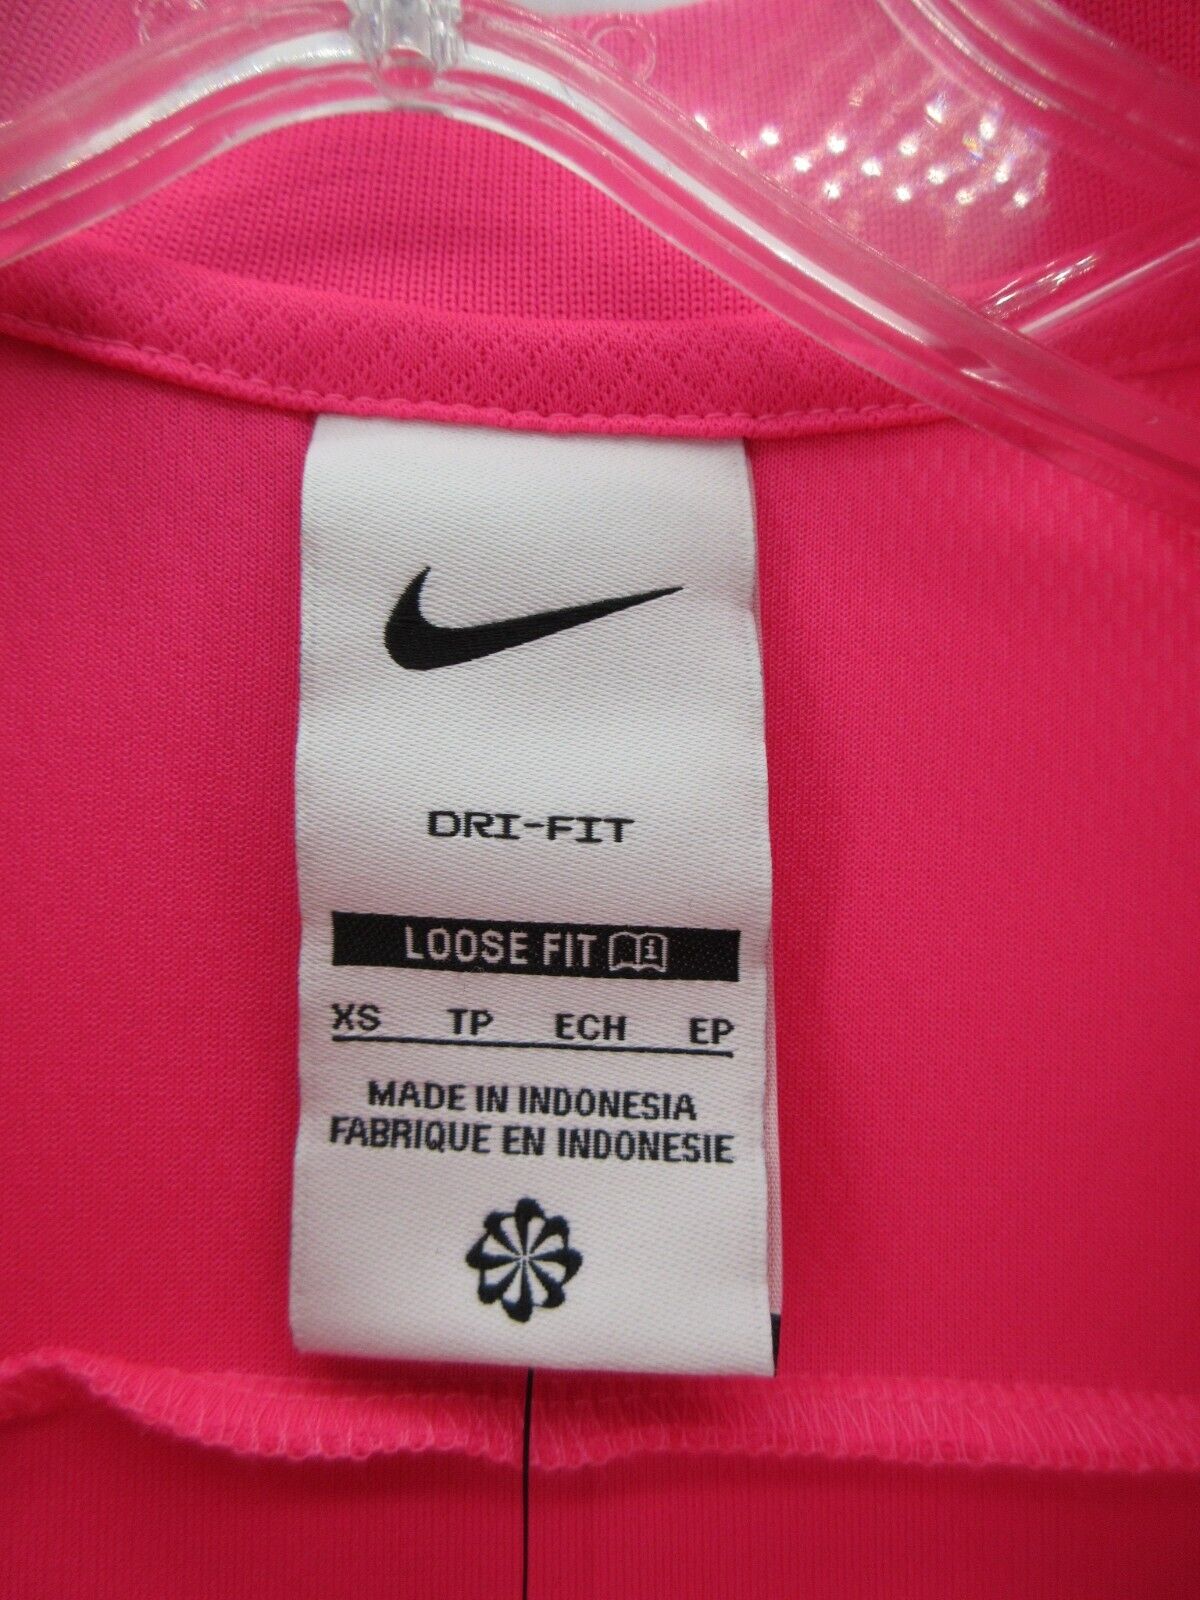 DRI-FIT
LOOSE FIT
XS TP ECH EP
MADE IN INDONESIA
FABRIQUE EN INDONESIE